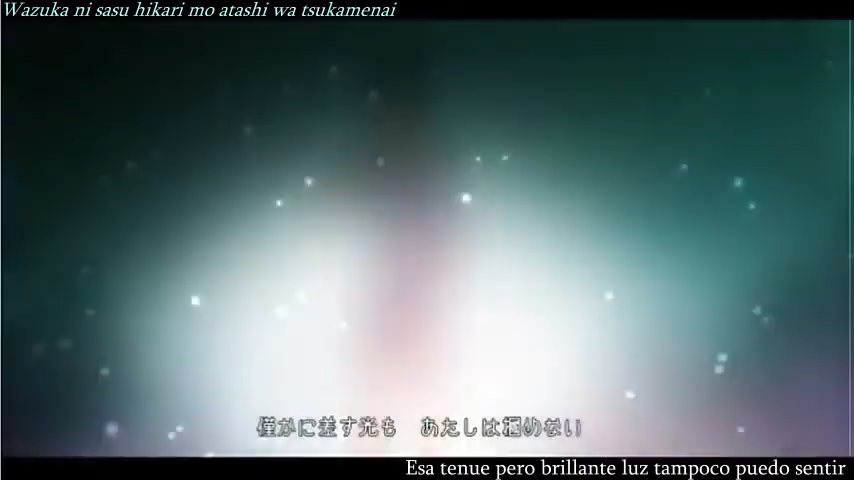 Wazuka ni sasu hikari mo atashi wa tsukamenai
僅かに差す光も　あたしは掴めない
Esa tenue pero brillante luz tampoco puedo sentir